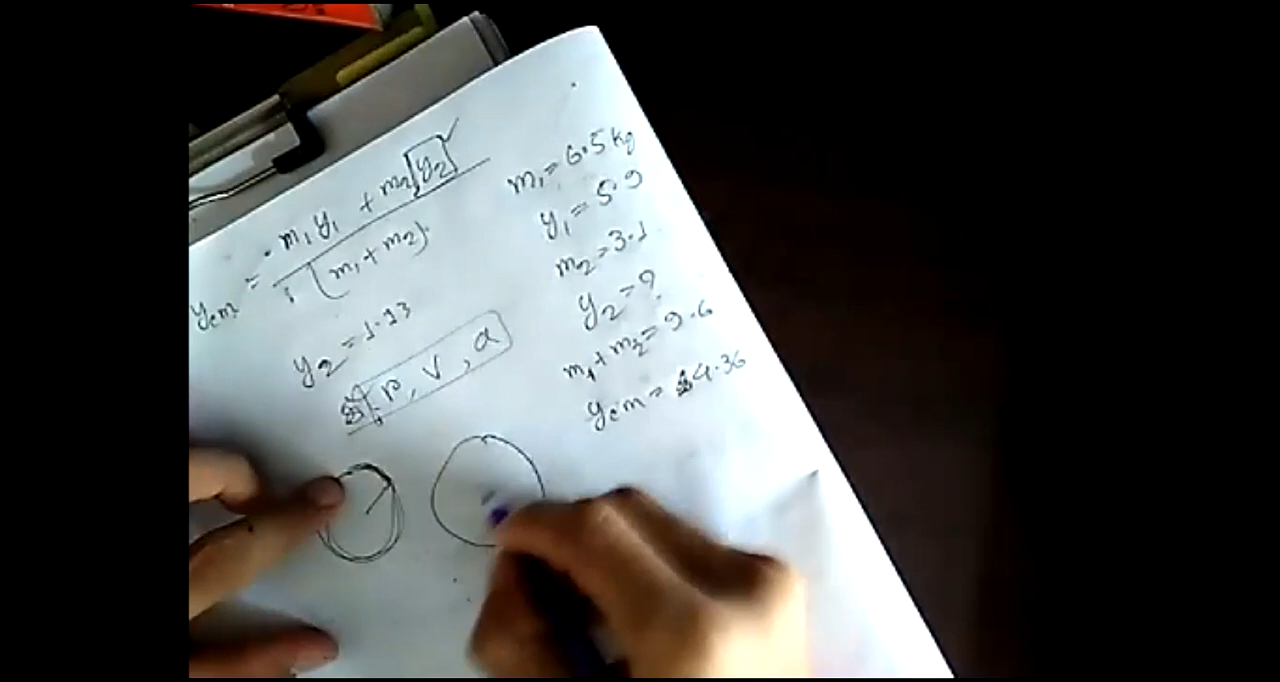 ycm = m₁y₁ + m₂y₂
(m₁ + m₂)
y₂ = 1.13
r, v, a
m₁ = 6.5 kg
y₁ = 5.9
m₂ = 3.1
y₂ = ?
m₁ + m₂ = 9.6
ycm = 4.36